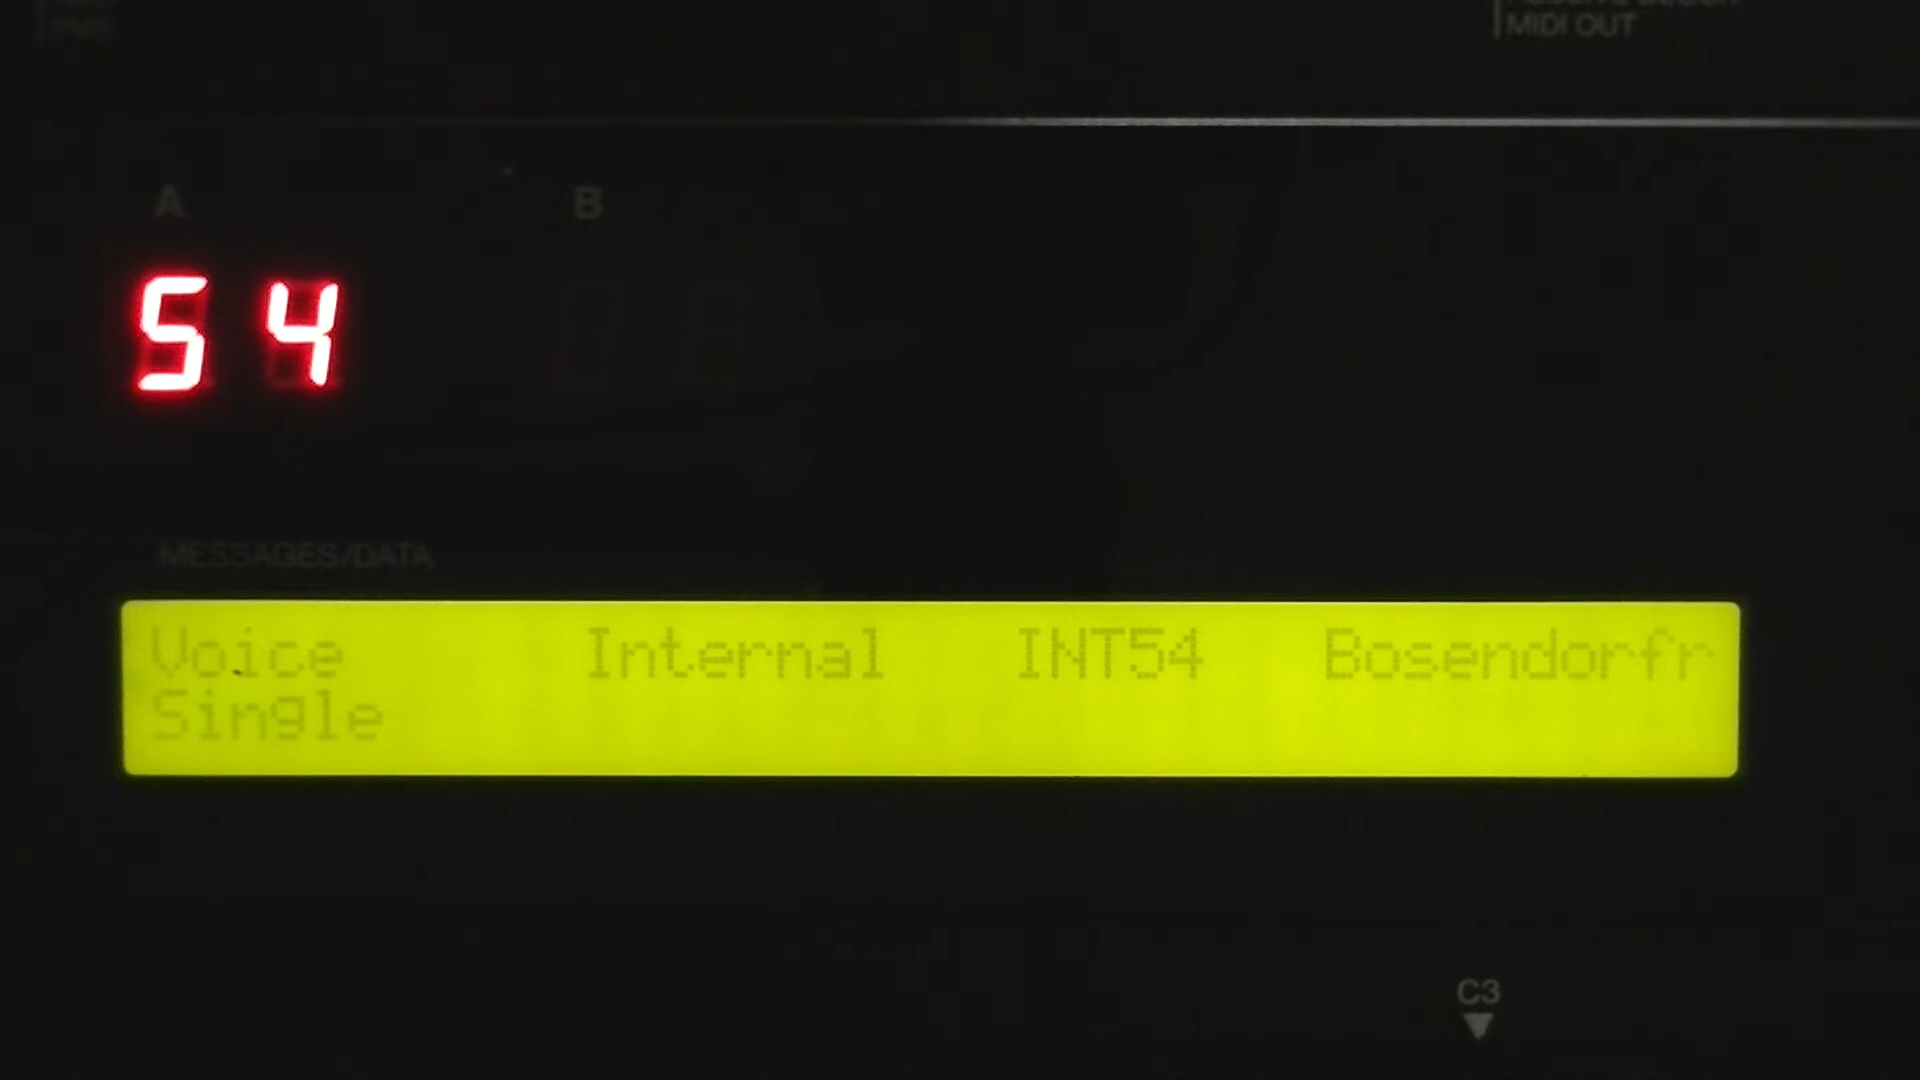 MIDI OUT
A B
54
MESSAGES/DATA
Voice Internal INT54 Bosendorfr
Single
C3